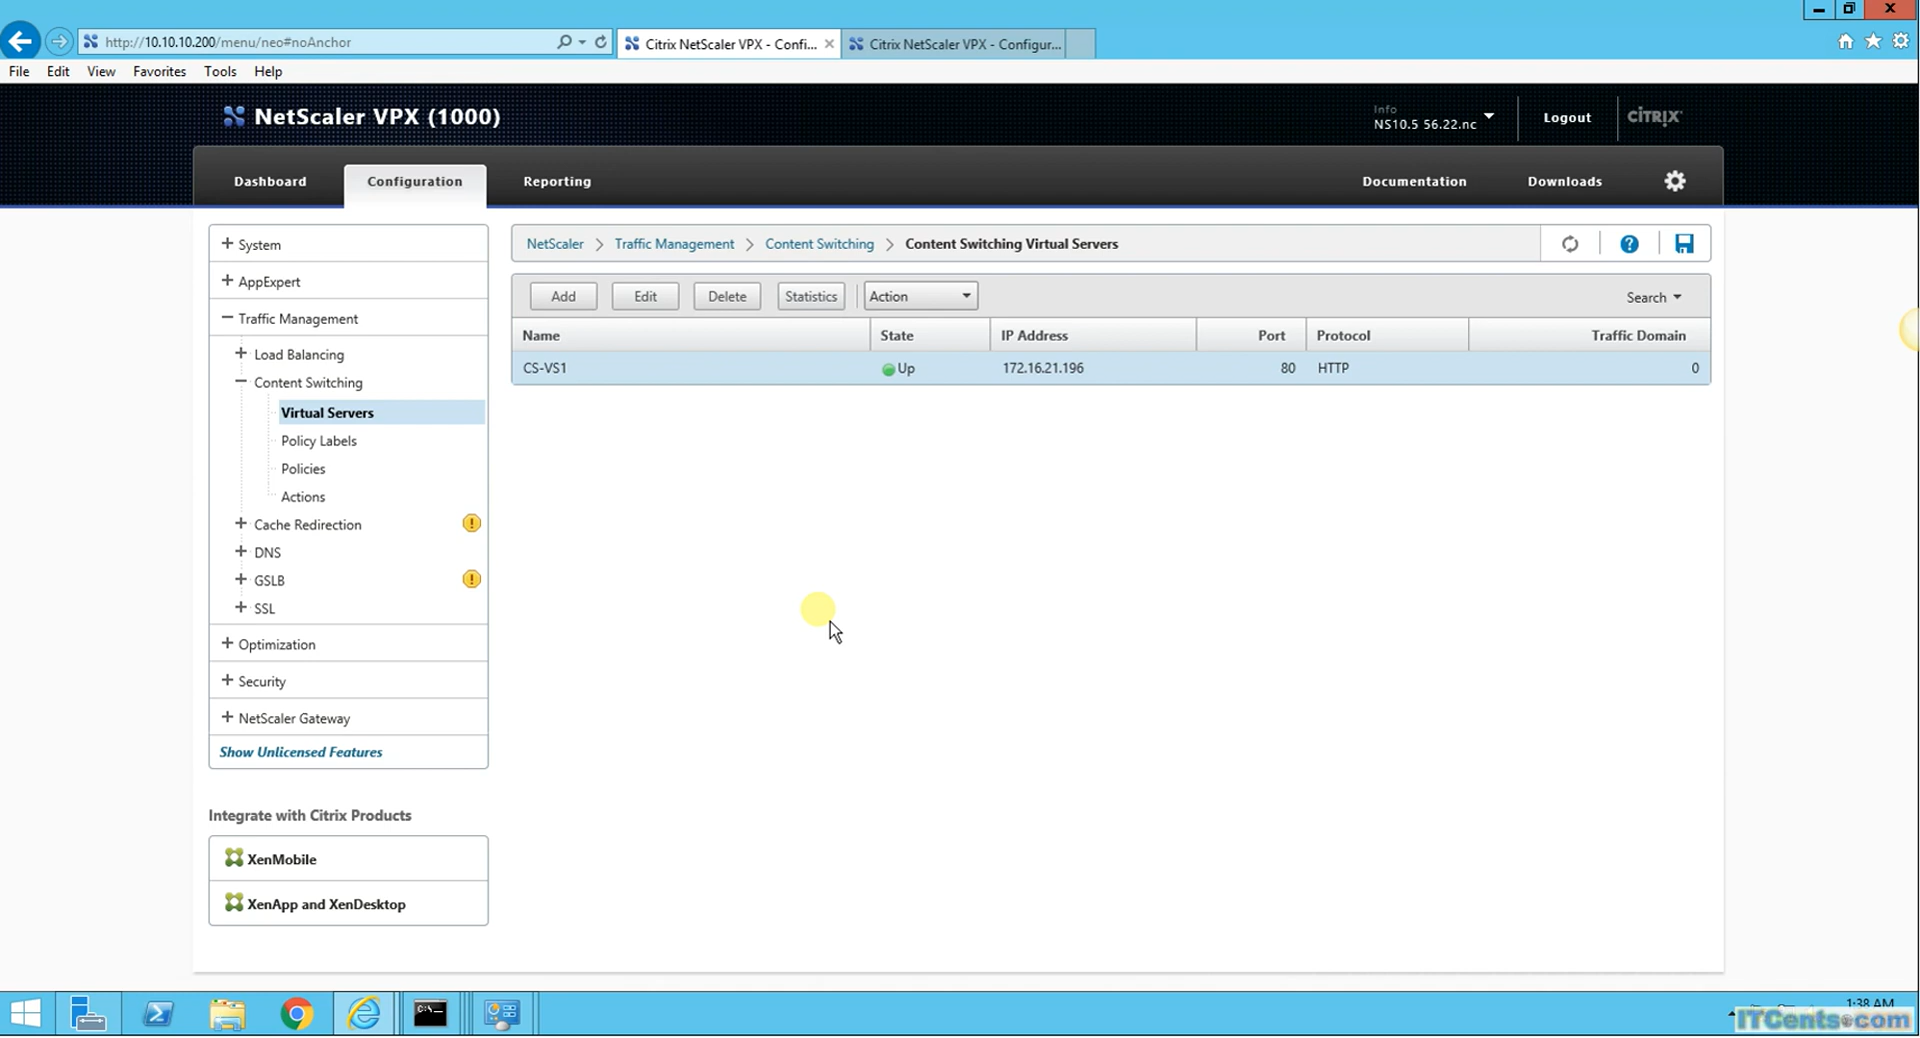 http://10.10.10.200/menu/neo#noAnchor
Citrix NetScaler VPX - Confi...
Citrix NetScaler VPX - Configur...
File Edit View Favorites Tools Help
NetScaler VPX (1000)
Info
NS10.5 56.22.nc
Logout
CITRIX
Dashboard
Configuration
Reporting
Documentation
Downloads
System
AppExpert
Traffic Management
Load Balancing
Content Switching
Virtual Servers
Policy Labels
Policies
Actions
Cache Redirection
DNS
GSLB
SSL
Optimization
Security
NetScaler Gateway
Show Unlicensed Features
Integrate with Citrix Products
XenMobile
XenApp and XenDesktop
NetScaler > Traffic Management > Content Switching > Content Switching Virtual Servers
Add Edit Delete Statistics Action Search
Name State IP Address Port Protocol Traffic Domain
CS-VS1 Up 172.16.21.196 80 HTTP 0
1:38 AM
ITCents.com